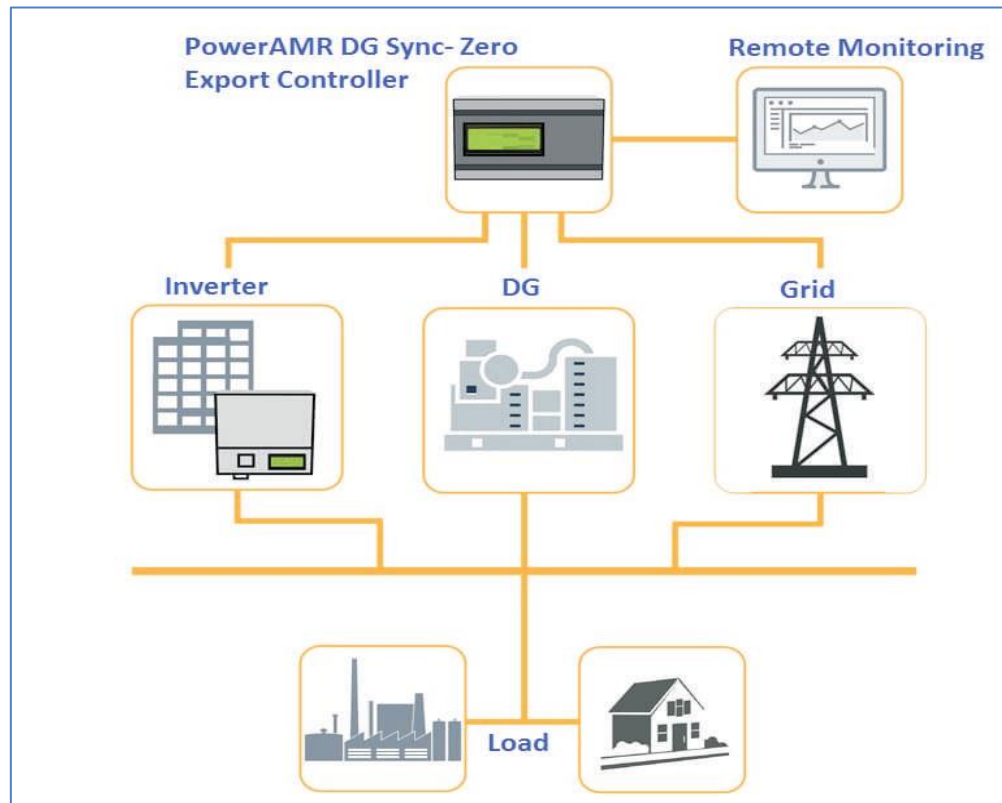 PowerAMR DG Sync- Zero
Export Controller
Remote Monitoring
Inverter
DG
Grid
Load